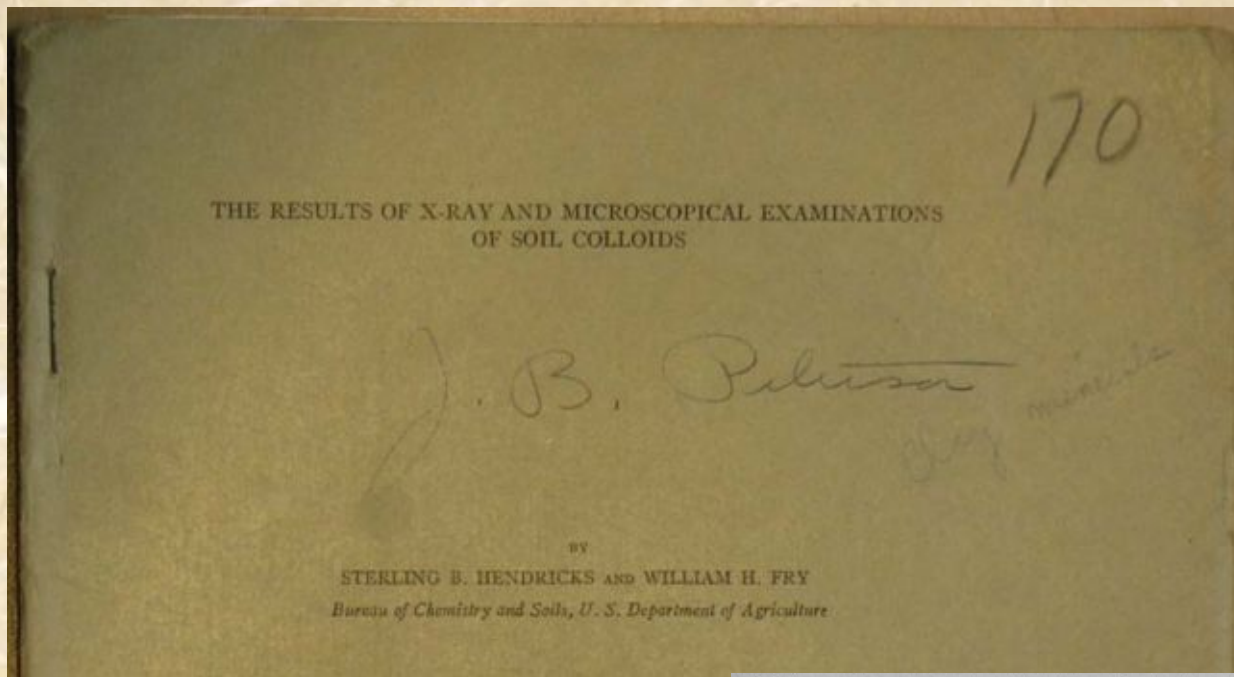 170
THE RESULTS OF X-RAY AND MICROSCOPICAL EXAMINATIONS
OF SOIL COLLOIDS
J. B. Peterson
Clay minerals
BY
STERLING B. HENDRICKS AND WILLIAM H. FRY
Bureau of Chemistry and Soils, U. S. Department of Agriculture